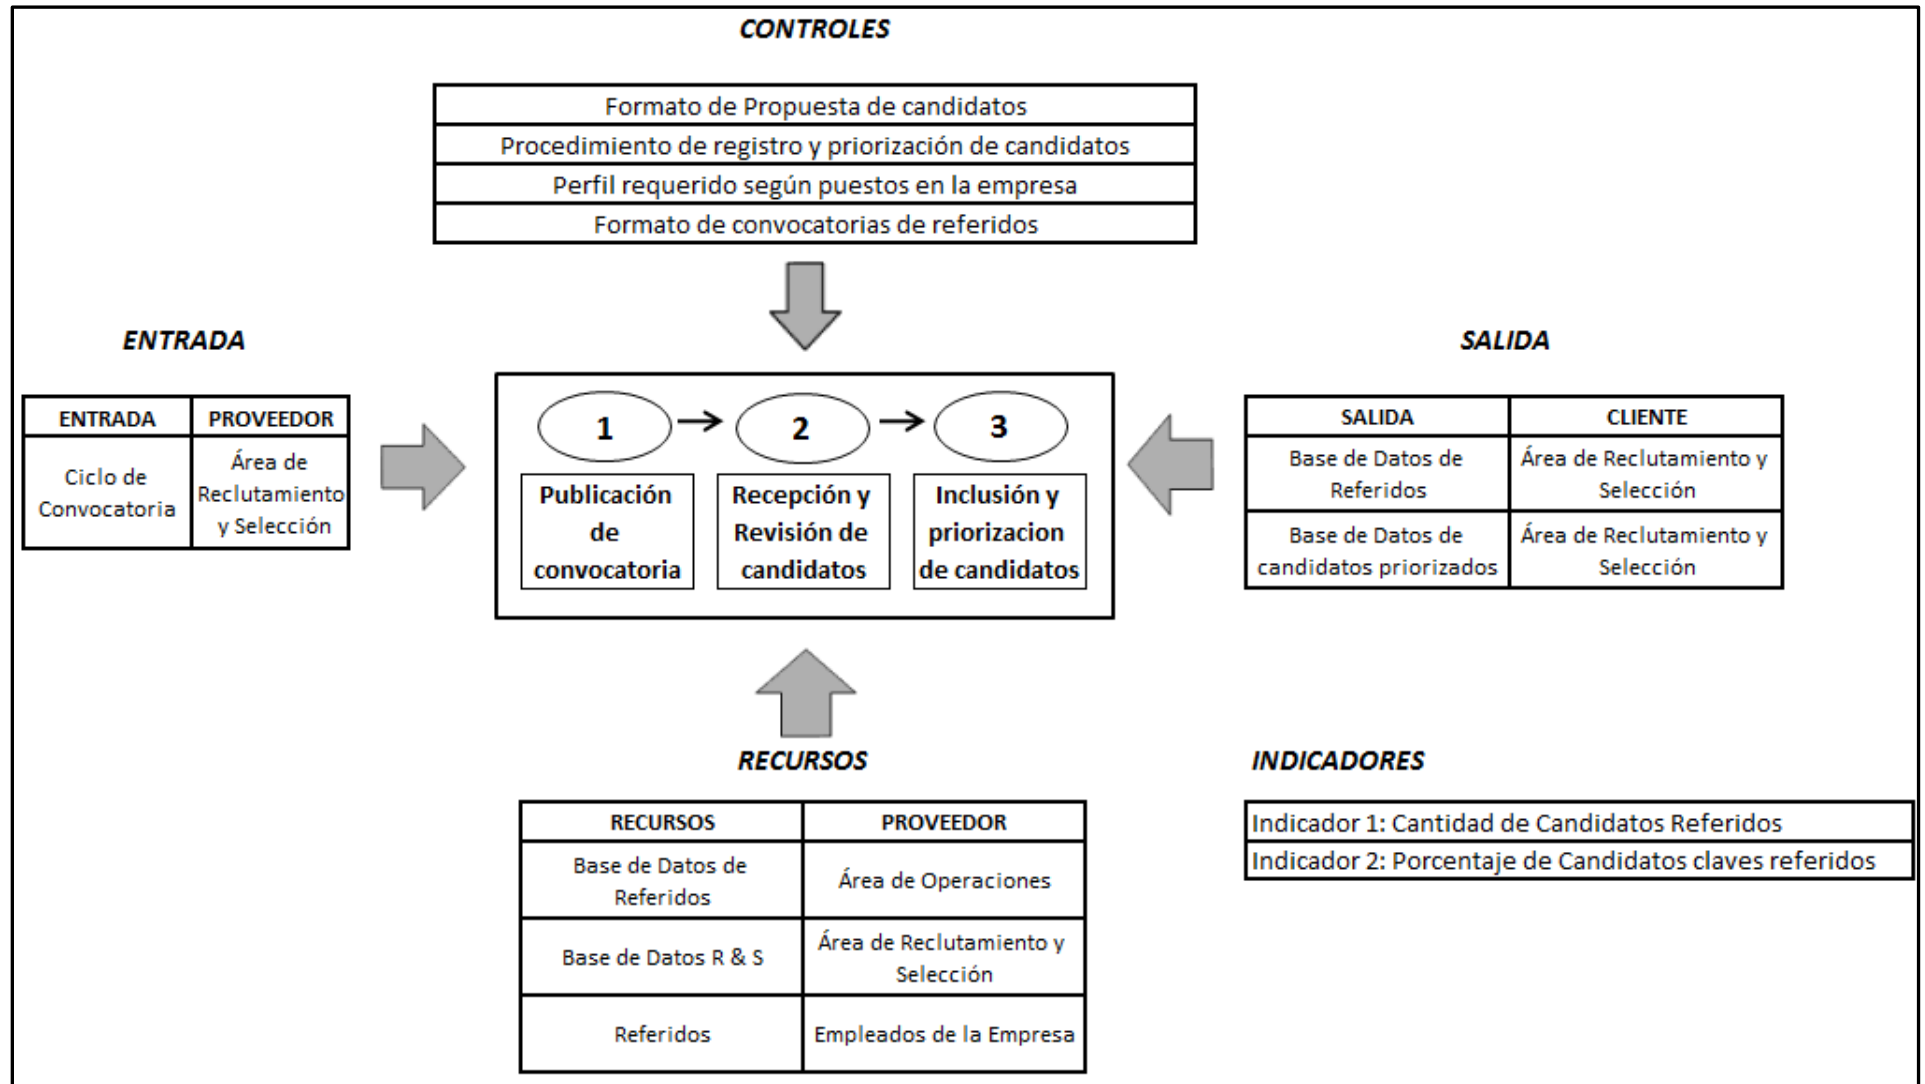 CONTROLES
Formato de Propuesta de candidatos
Procedimiento de registro y priorización de candidatos
Perfil requerido según puestos en la empresa
Formato de convocatorias de referidos
ENTRADA
ENTRADA PROVEEDOR
Ciclo de
Convocatoria
Área de
Reclutamiento
y Selección
1
2
3
Publicación
de
convocatoria
Recepción y
Revisión de
candidatos
Inclusión y
priorizacion
de candidatos
SALIDA
SALIDA CLIENTE
Base de Datos de
Referidos
Área de Reclutamiento y
Selección
Base de Datos de
candidatos priorizados
Área de Reclutamiento y
Selección
RECURSOS
RECURSOS PROVEEDOR
Base de Datos de
Referidos
Área de Operaciones
Base de Datos R & S
Área de Reclutamiento y
Selección
Referidos
Empleados de la Empresa
INDICADORES
Indicador 1: Cantidad de Candidatos Referidos
Indicador 2: Porcentaje de Candidatos claves referidos